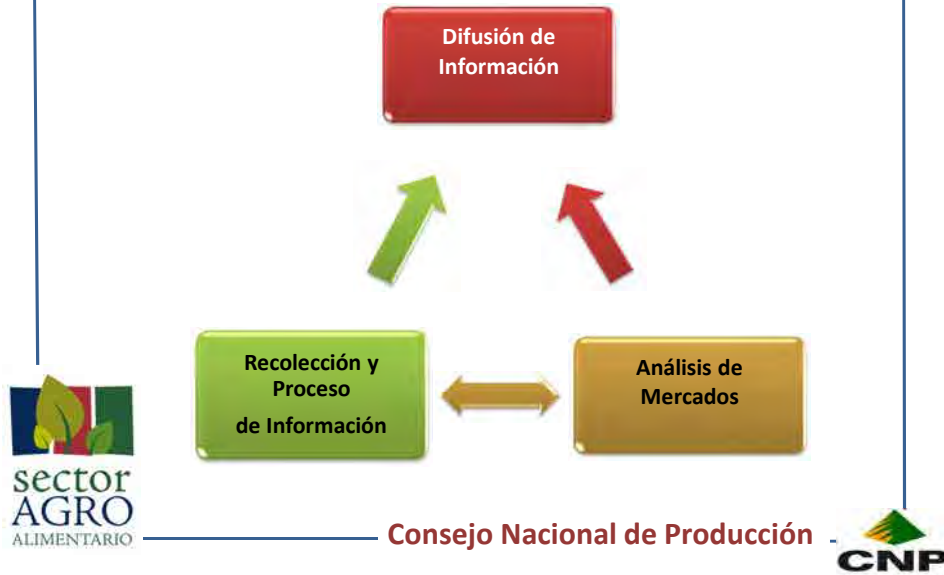 Difusión de
Información
Recolección y
Proceso
de Información
Análisis de
Mercados
sector
AGRO
ALIMENTARIO
Consejo Nacional de Producción
CNP